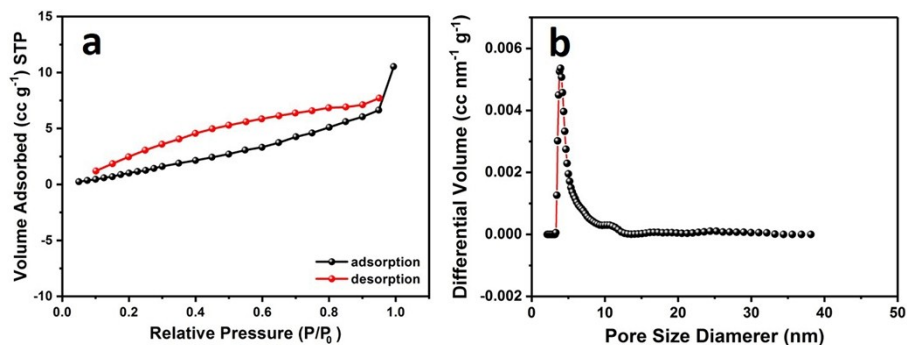 a
Volume Adsorbed (cc g⁻¹) STP
15
10
5
0
-5
-10
0.0 0.2 0.4 0.6 0.8 1.0
Relative Pressure (P/P₀)
adsorption
desorption
b
Differential Volume (cc nm⁻¹ g⁻¹)
0.006
0.004
0.002
0.000
-0.002
0 10 20 30 40 50
Pore Size Diamerer (nm)